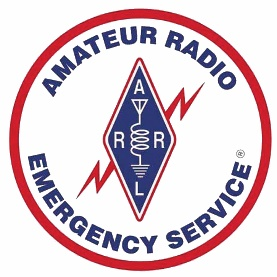 AMATEUR RADIO
A
R R
L
EMERGENCY SERVICE®